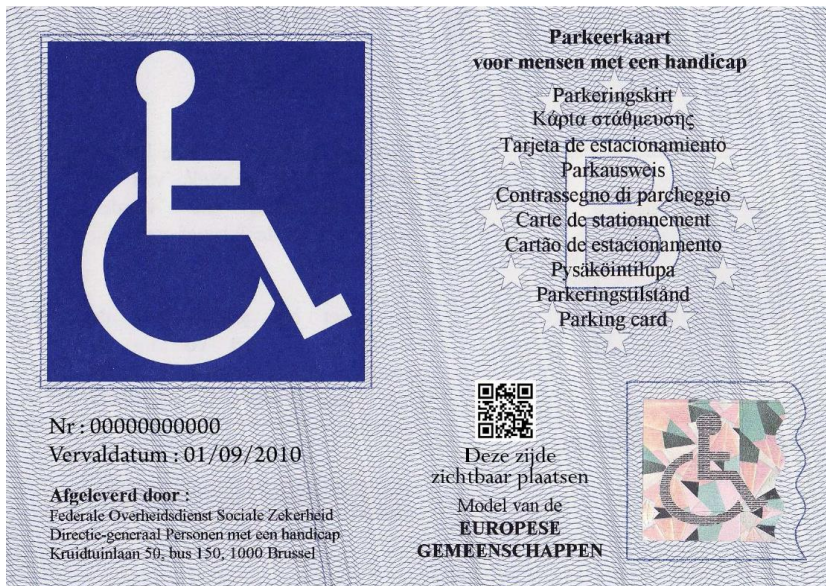 Parkeerkaart
voor mensen met een handicap
Parkeringskirt
Κάρτα στάθμευσης
Tarjeta de estacionamiento
Parkausweis
Contrassegno di parcheggio
Carte de stationnement
Cartão de estacionamento
Pysäköintilupa
Parkeringstilstånd
Parking card
B
Nr : 00000000000
Vervaldatum : 01/09/2010
Afgeleverd door :
Federale Overheidsdienst Sociale Zekerheid
Directie-generaal Personen met een handicap
Kruidtuinlaan 50, bus 150, 1000 Brussel
Deze zijde
zichtbaar plaatsen
Model van de
EUROPESE
GEMEENSCHAPPEN